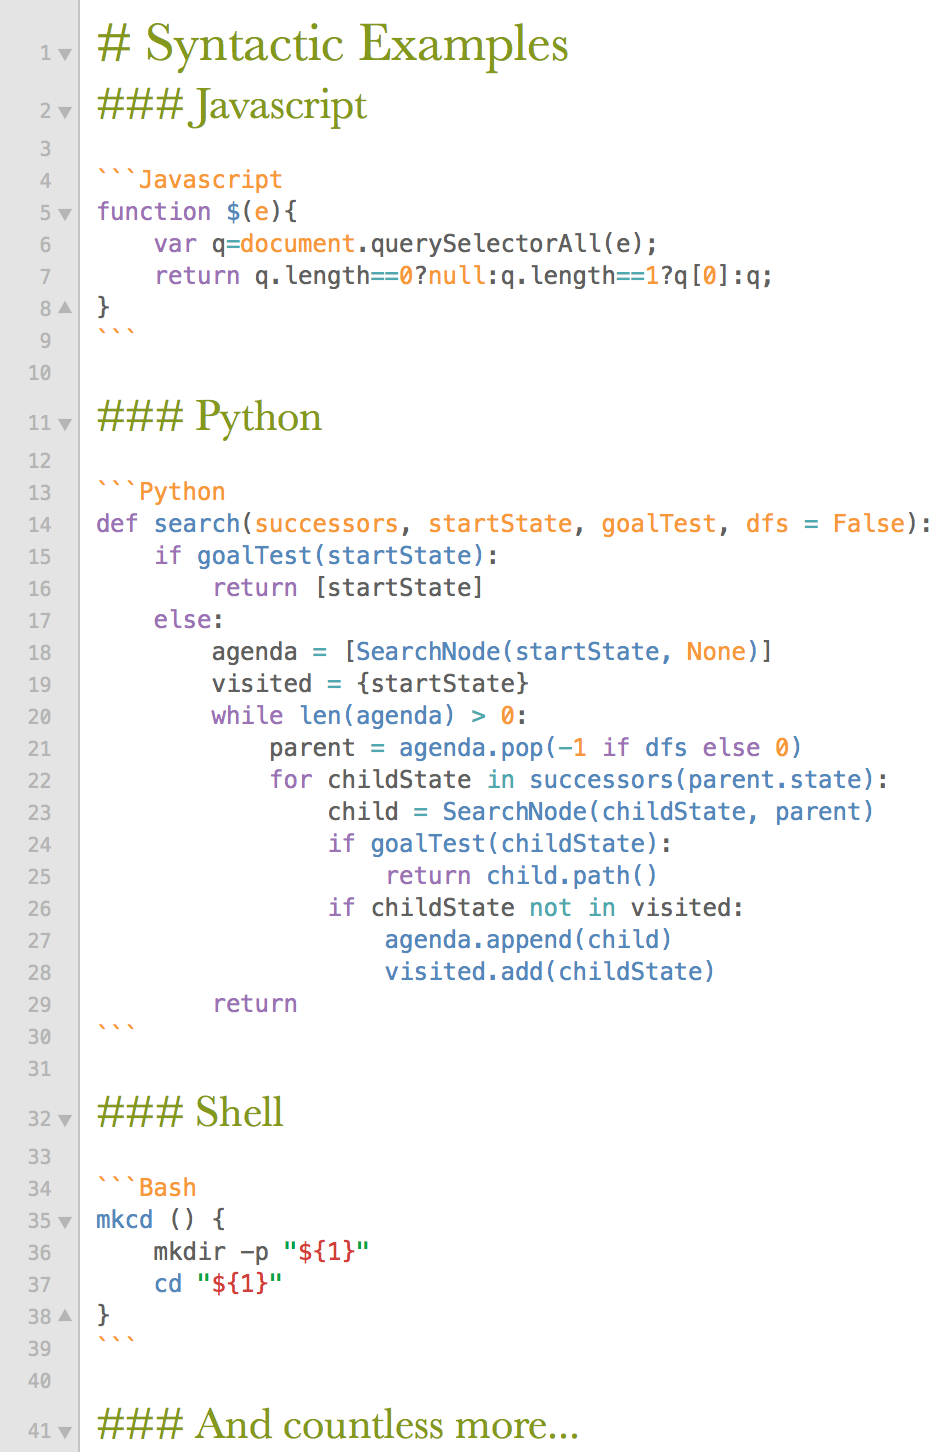 1 # Syntactic Examples
2 ### Javascript
3
4 ```Javascript
5 function $(e){
6     var q=document.querySelectorAll(e);
7     return q.length==0?null:q.length==1?q[0]:q;
8 }
9 ```
10
11 ### Python
12
13 ```Python
14 def search(successors, startState, goalTest, dfs = False):
15     if goalTest(startState):
16         return [startState]
17     else:
18         agenda = [SearchNode(startState, None)]
19         visited = {startState}
20         while len(agenda) > 0:
21             parent = agenda.pop(-1 if dfs else 0)
22             for childState in successors(parent.state):
23                 child = SearchNode(childState, parent)
24                 if goalTest(childState):
25                     return child.path()
26                 if childState not in visited:
27                     agenda.append(child)
28                     visited.add(childState)
29         return
30 ```
31
32 ### Shell
33
34 ```Bash
35 mkcd () {
36     mkdir -p "${1}"
37     cd "${1}"
38 }
39 ```
40
41 ### And countless more...